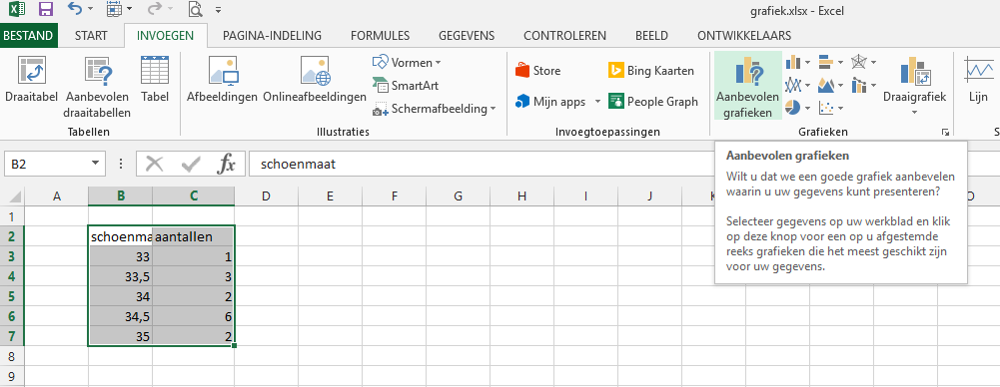 grafiek.xlsx - Excel
BESTAND START INVOEGEN PAGINA-INDELING FORMULES GEGEVENS CONTROLEREN BEELD ONTWIKKELAARS
Draaitabel
Aanbevolen draaitabellen
Tabel
Tabellen
Afbeeldingen
Onlineafbeeldingen
Vormen
SmartArt
Schermafbeelding
Illustraties
Store
Mijn apps
Bing Kaarten
People Graph
Invoegtoepassingen
Aanbevolen grafieken
Draaigrafiek
Grafieken
Lijn
S
B2 fx schoenmaat
A B C D E F G H I J K O
1
2 schoenma aantallen
3 33 1
4 33,5 3
5 34 2
6 34,5 6
7 35 2
8
9
Aanbevolen grafieken
Wilt u dat we een goede grafiek aanbevelen
waarin u uw gegevens kunt presenteren?
Selecteer gegevens op uw werkblad en klik
op deze knop voor een op u afgestemde
reeks grafieken die het meest geschikt zijn
voor uw gegevens.